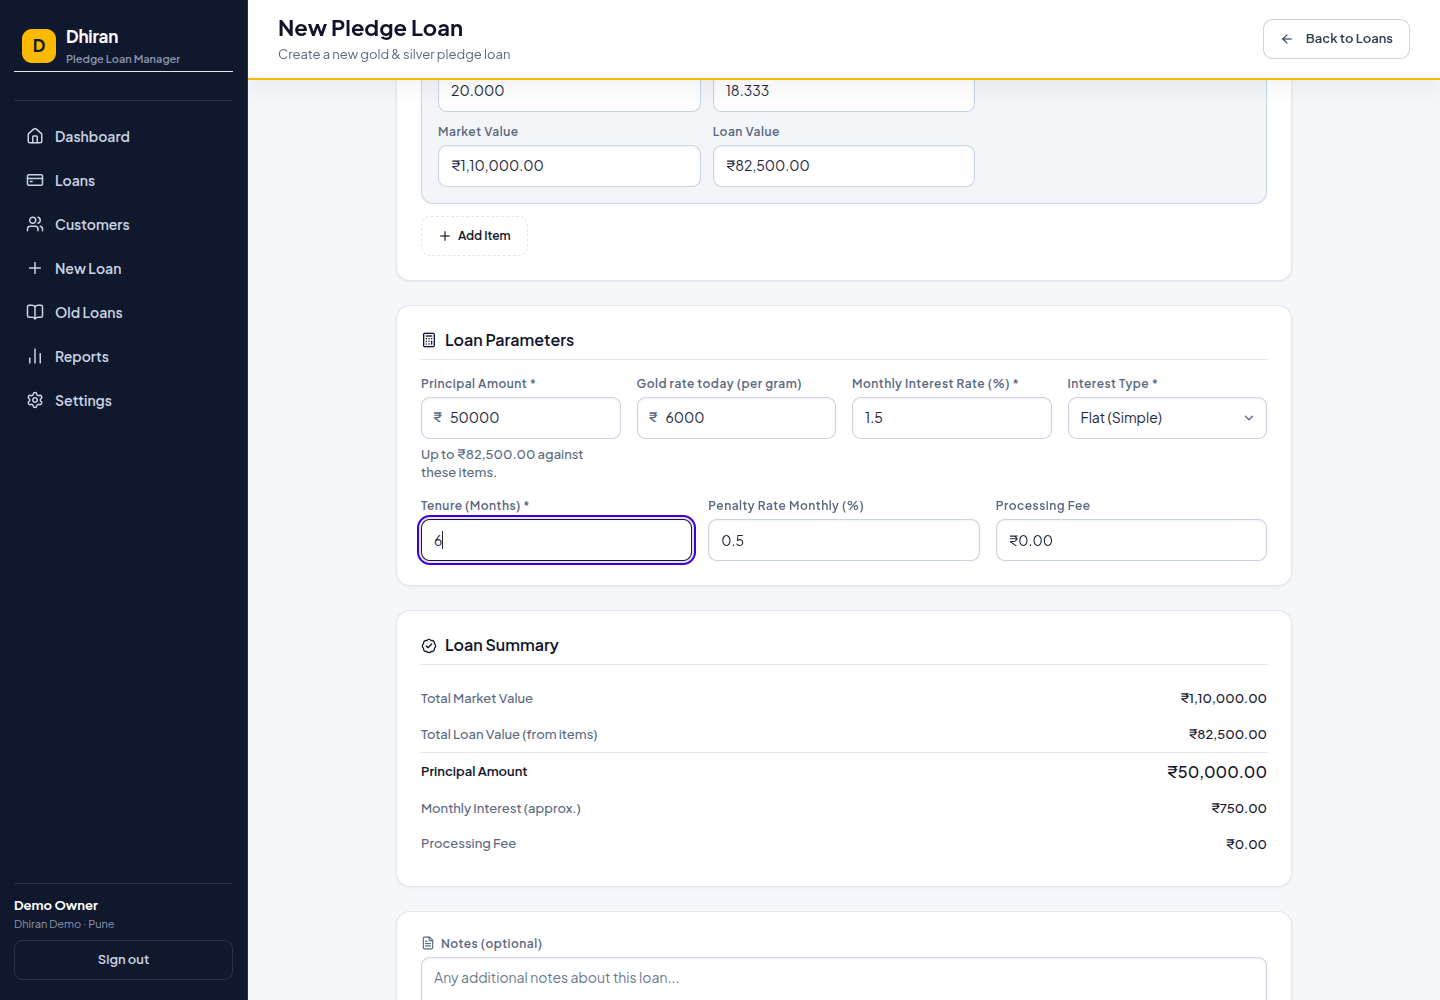 D
Dhiran
Pledge Loan Manager
Dashboard
Loans
Customers
New Loan
Old Loans
Reports
Settings
Demo Owner
Dhiran Demo · Pune
Sign out
New Pledge Loan
Create a new gold & silver pledge loan
Back to Loans
20.000 18.333
Market Value Loan Value
₹1,10,000.00 ₹82,500.00
Add Item
Loan Parameters
Principal Amount * Gold rate today (per gram) Monthly Interest Rate (%) * Interest Type *
₹ 50000 ₹ 6000 1.5 Flat (Simple)
Up to ₹82,500.00 against
these items.
Tenure (Months) * Penalty Rate Monthly (%) Processing Fee
6 0.5 ₹0.00
Loan Summary
Total Market Value ₹1,10,000.00
Total Loan Value (from items) ₹82,500.00
Principal Amount ₹50,000.00
Monthly Interest (approx.) ₹750.00
Processing Fee ₹0.00
Notes (optional)
Any additional notes about this loan...